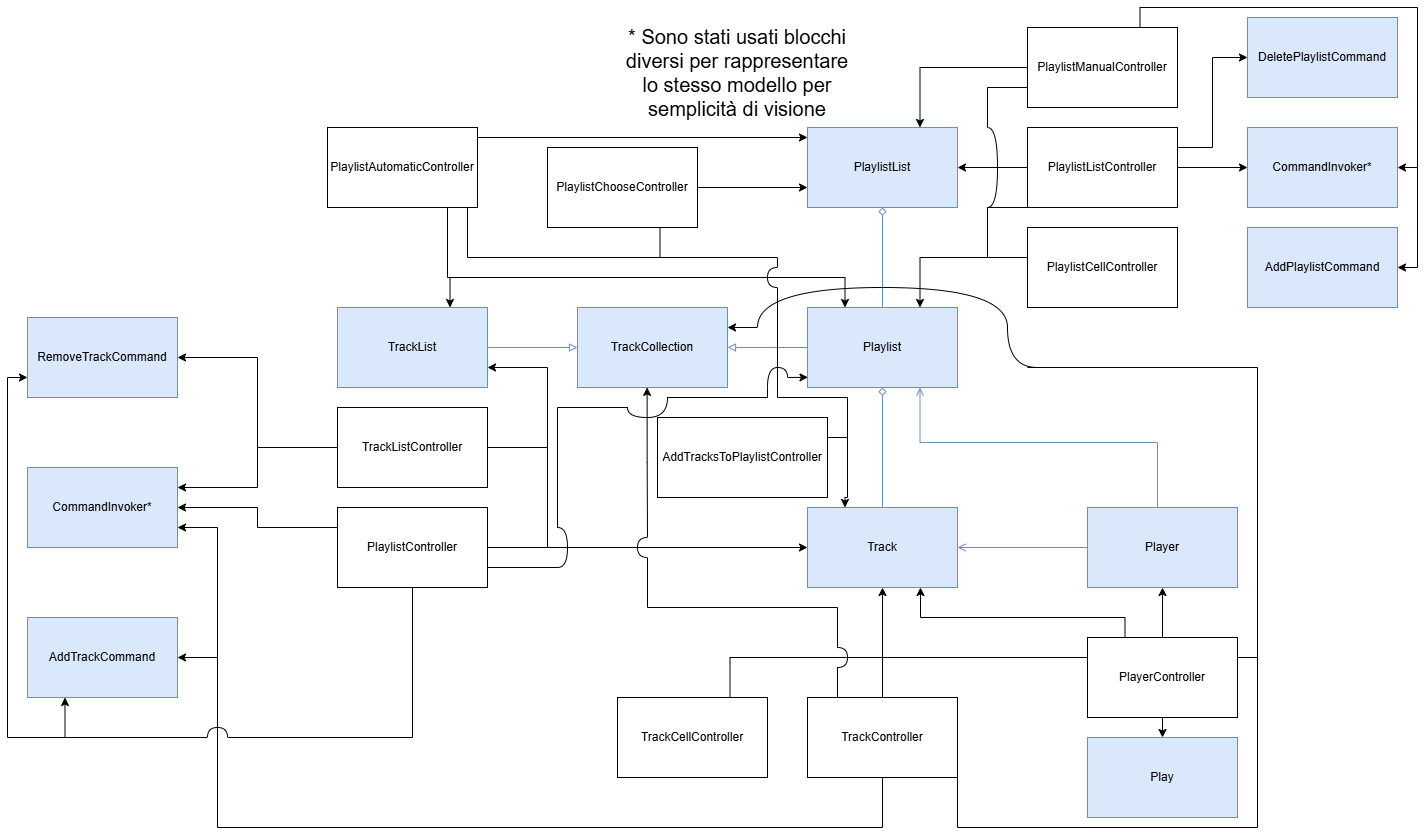 * Sono stati usati blocchi
diversi per rappresentare
lo stesso modello per
semplicità di visione
PlaylistManualController
DeletePlaylistCommand
PlaylistAutomaticController
PlaylistChooseController
PlaylistList
PlaylistListController
CommandInvoker*
PlaylistCellController
AddPlaylistCommand
RemoveTrackCommand
TrackList
TrackCollection
Playlist
TrackListController
AddTracksToPlaylistController
CommandInvoker*
PlaylistController
Track
Player
AddTrackCommand
PlayerController
TrackCellController
TrackController
Play